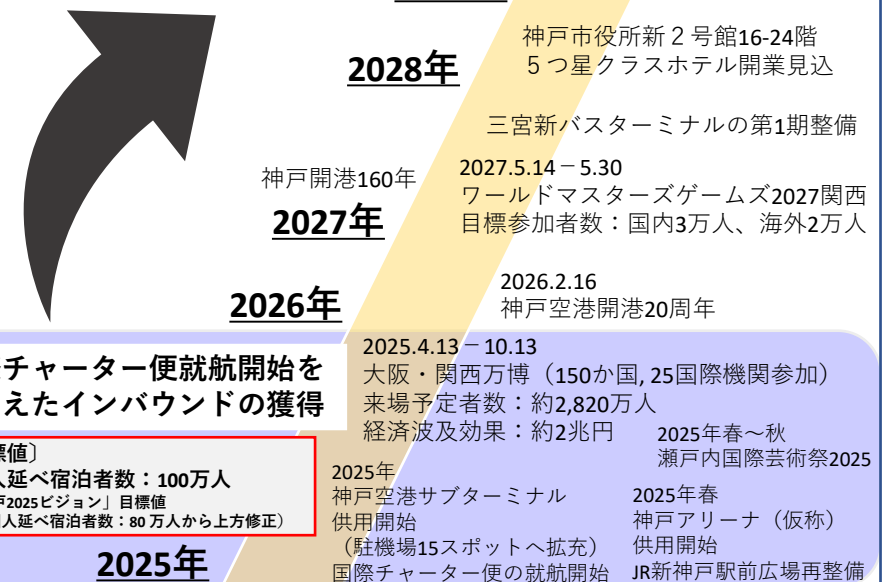 神戸市役所新２号館16-24階
2028年
５つ星クラスホテル開業見込
三宮新バスターミナルの第1期整備
神戸開港160年
2027.5.14－5.30
ワールドマスターズゲームズ2027関西
2027年
目標参加者数：国内3万人、海外2万人
2026.2.16
2026年
神戸空港開港20周年
チャーター便就航開始を
えたインバウンドの獲得
2025.4.13－10.13
大阪・関西万博（150か国, 25国際機関参加）
来場予定者数：約2,820万人
経済波及効果：約2兆円
2025年春～秋
瀬戸内国際芸術祭2025
標値〕
人延べ宿泊者数：100万人
戸2025ビジョン」目標値
人延べ宿泊者数：80 万人から上方修正）
2025年
2025年
神戸空港サブターミナル
供用開始
（駐機場15スポットへ拡充）
国際チャーター便の就航開始
2025年春
神戸アリーナ（仮称）
供用開始
JR新神戸駅前広場再整備